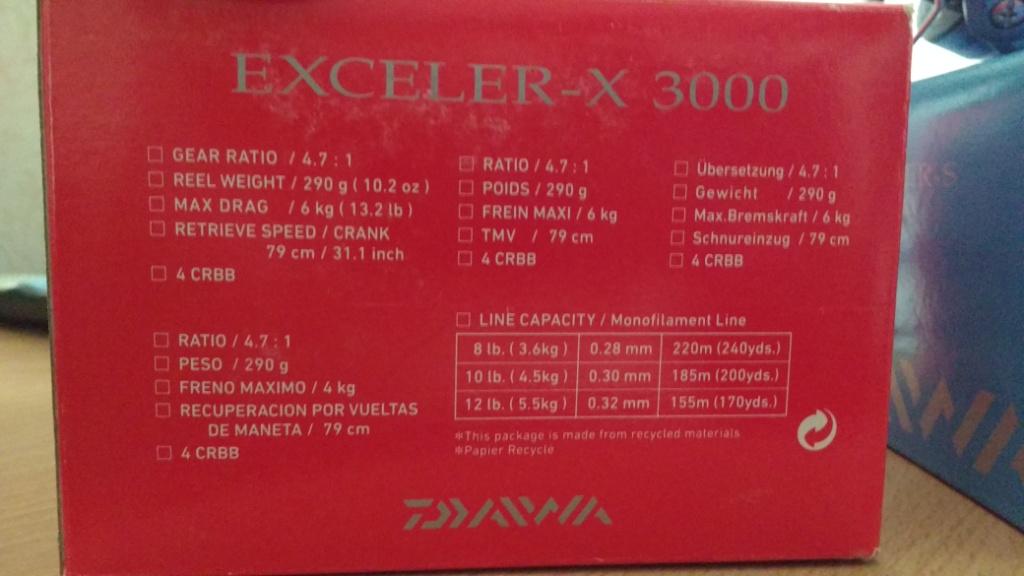 EXCELER-X 3000
GEAR RATIO / 4.7 : 1
REEL WEIGHT / 290 g ( 10.2 oz )
MAX DRAG / 6 kg ( 13.2 lb )
RETRIEVE SPEED / CRANK
79 cm / 31.1 inch
4 CRBB
RATIO / 4.7 : 1
POIDS / 290 g
FREIN MAXI / 6 kg
TMV / 79 cm
4 CRBB
Übersetzung / 4.7 : 1
Gewicht / 290 g
Max.Bremskraft / 6 kg
Schnureinzug / 79 cm
4 CRBB
RATIO / 4.7 : 1
PESO / 290 g
FRENO MAXIMO / 4 kg
RECUPERACION POR VUELTAS
DE MANETA / 79 cm
4 CRBB
LINE CAPACITY / Monofilament Line
8 lb. ( 3.6kg ) 0.28 mm 220m (240yds.)
10 lb. ( 4.5kg ) 0.30 mm 185m (200yds.)
12 lb. ( 5.5kg ) 0.32 mm 155m (170yds.)
*This package is made from recycled materials
*Papier Recycle
DAIWA